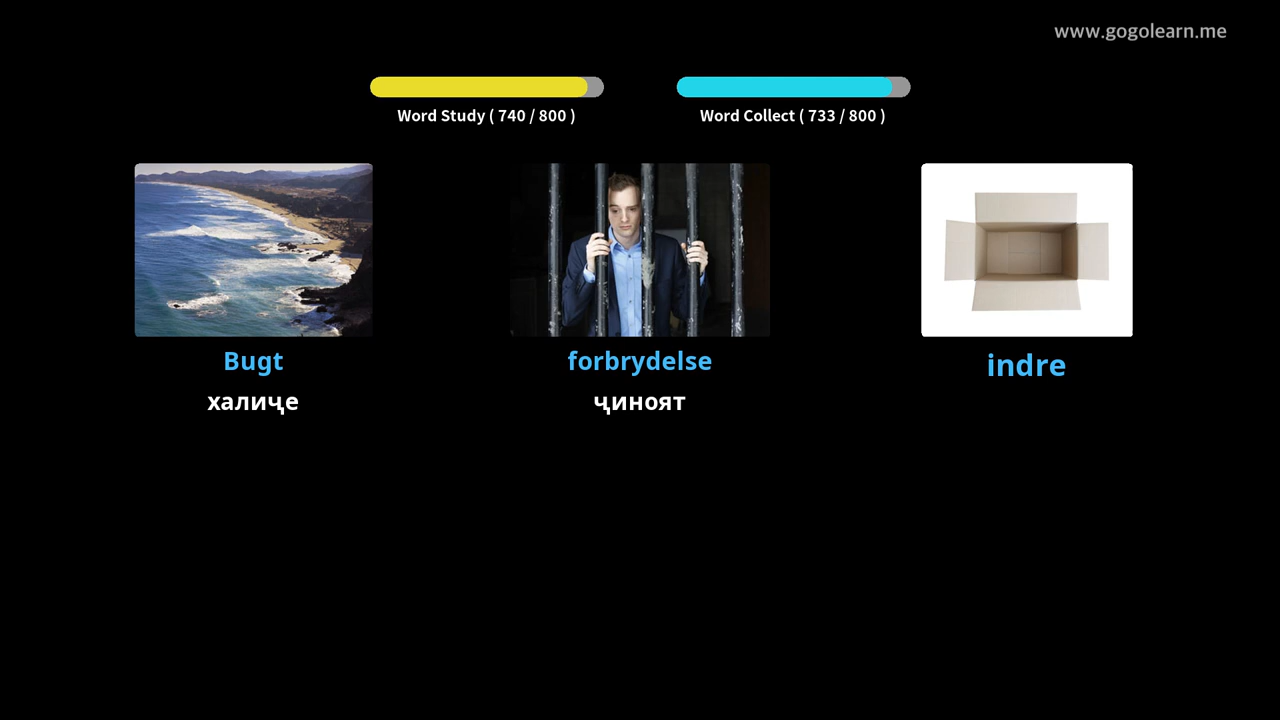 www.gogolearn.me
Word Study ( 740 / 800 )
Word Collect ( 733 / 800 )
Bugt
forbrydelse
indre
халиҷе
ҷиноят